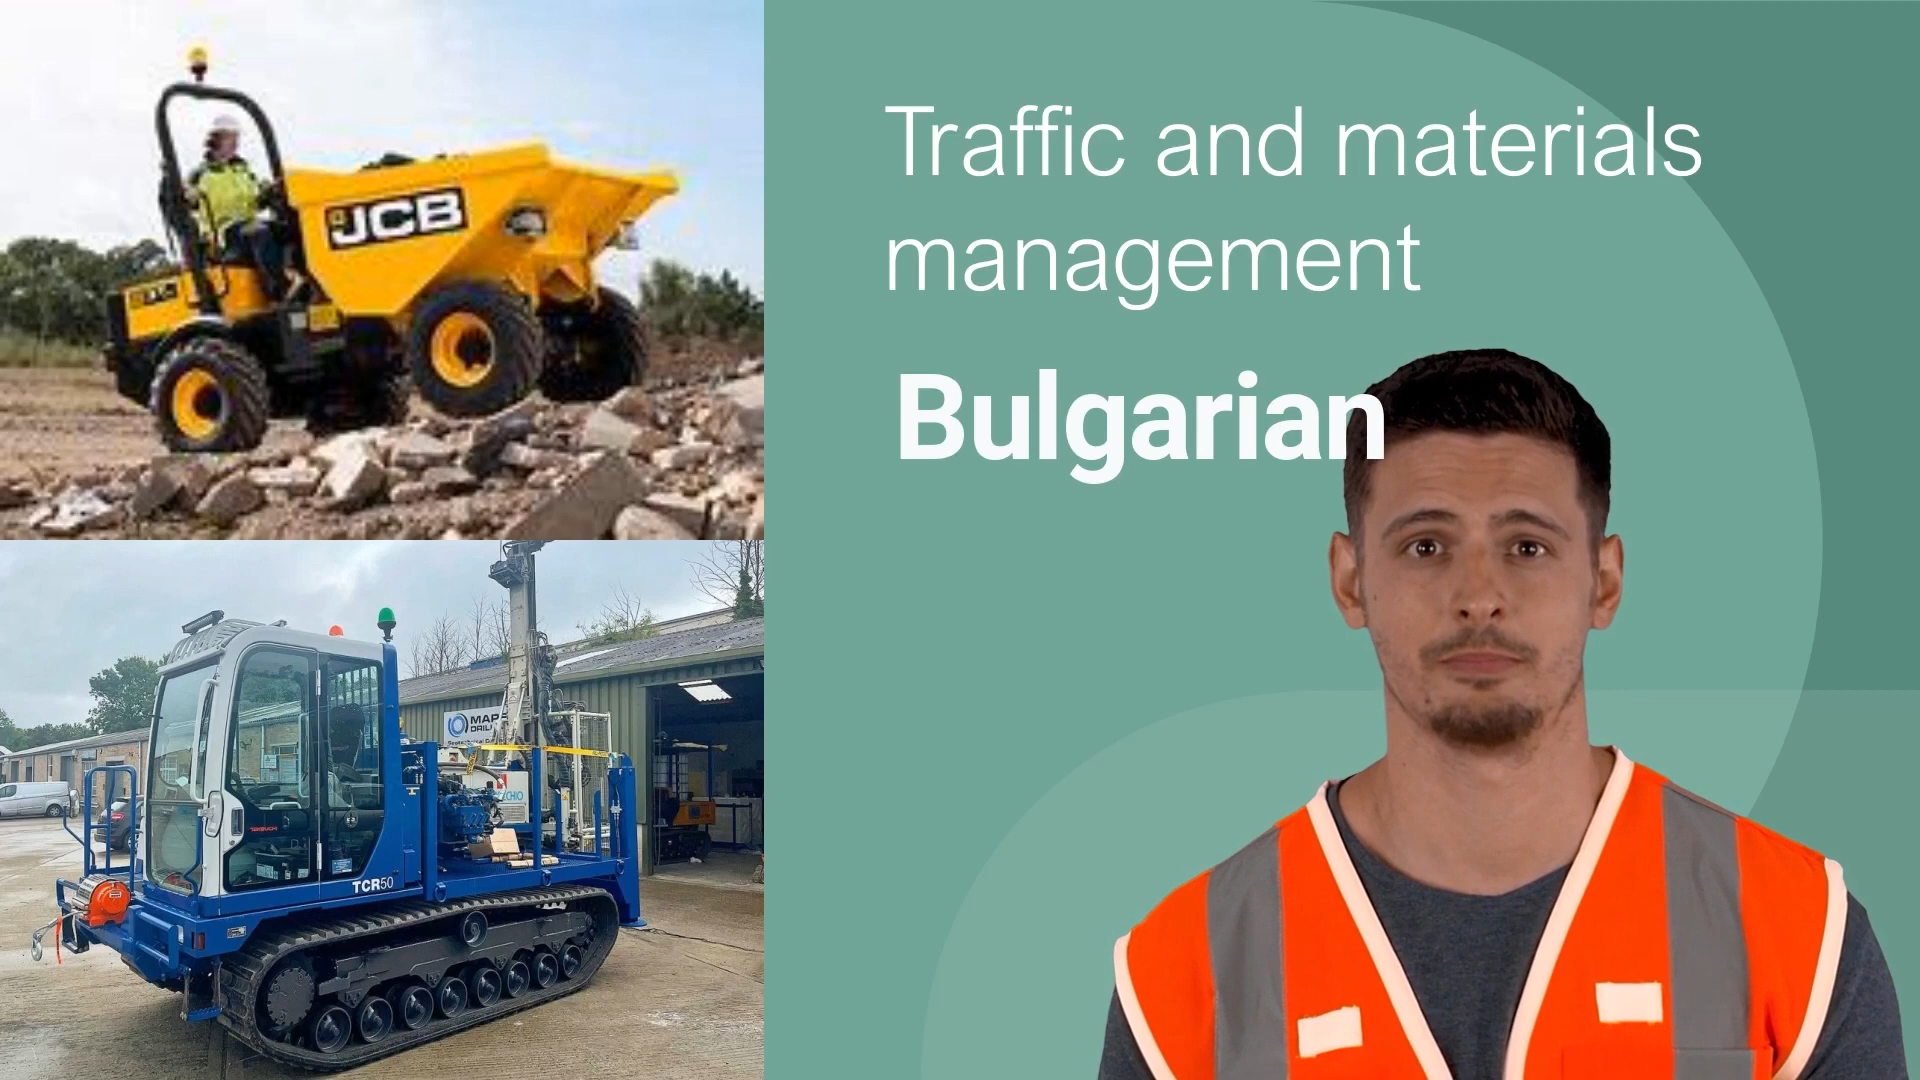 JCB
Traffic and materials
management
Bulgarian
TCR50